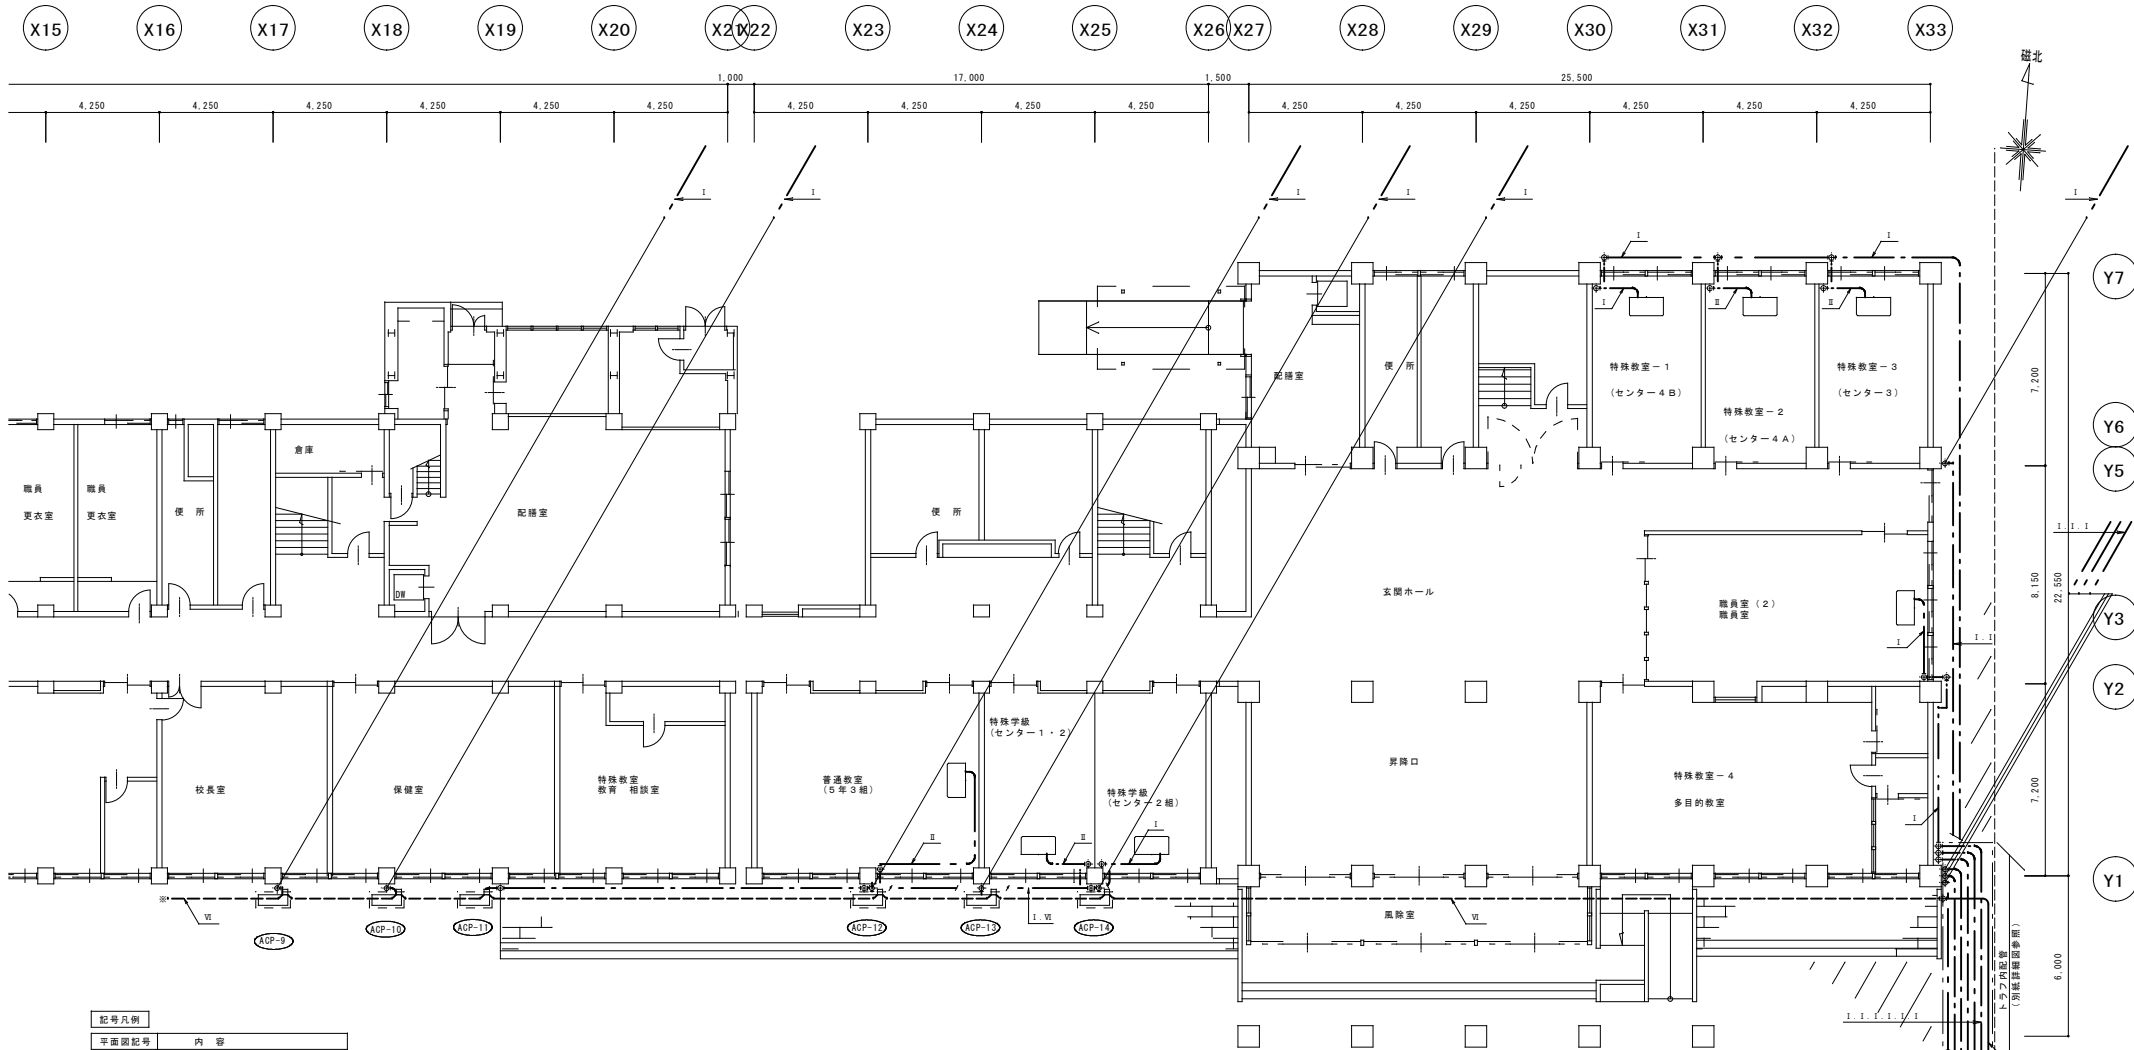 X15 X16 X17 X18 X19 X20 X21 X22 X23 X24 X25 X26 X27 X28 X29 X30 X31 X32 X33
磁北
1,000 17,000 1,500 25,500
4,250 4,250 4,250 4,250 4,250 4,250 4,250 4,250 4,250 4,250 4,250 4,250 4,250 4,250 4,250 4,250
I I I I I I
I I
Y7
I II II
特殊教室－1
(センター4B)
特殊教室－2
(センター4A)
特殊教室－3
(センター3)
7,200
配膳室
便 所
Y6
Y5
倉庫
職員
更衣室
職員
更衣室
便 所
配膳室
便 所
DW
I.I.I
玄関ホール
職員室(2)
職員室
8,150
22,550
Y3
I
I.I
Y2
特殊学級
(センター1・2)
校長室
保健室
特殊教室
教育 相談室
普通教室
(5年3組)
特殊学級
(センター2組)
昇降口
特殊教室－4
多目的教室
7,200
II
II
I
I
Y1
VI
I.VI
VI
風除室
ACP-9
ACP-10
ACP-11
ACP-12
ACP-13
ACP-14
トラフ内配管
(別紙詳細図参照)
6,000
I.I.I.I.I.I
記号凡例
平面図記号 内 容